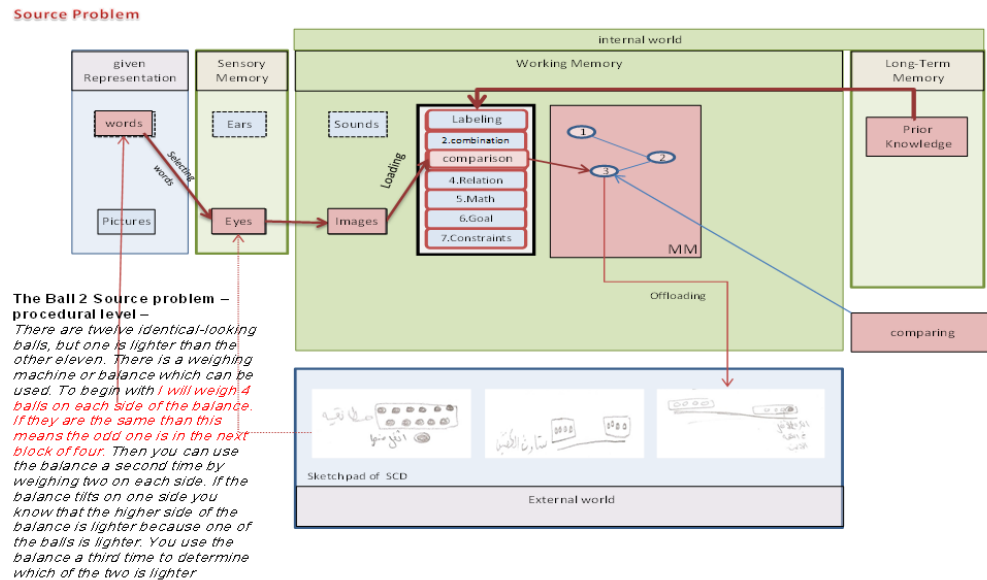 Source Problem
internal world
given
Representation
Sensory
Memory
Working Memory
Long-Term
Memory
words
Ears
Sounds
Labeling
2.combination
comparison
4.Relation
5.Math
6.Goal
7.Constraints
1
2
3
MM
Prior
Knowledge
Selecting
words
Loading
Pictures
Eyes
Images
Offloading
comparing
The Ball 2 Source problem –
procedural level –
There are twelve identical-looking
balls, but one is lighter than the
other eleven. There is a weighing
machine or balance which can be
used. To begin with I will weigh 4
balls on each side of the balance.
If they are the same than this
means the odd one is in the next
block of four. Then you can use
the balance a second time by
weighing two on each side. If the
balance tilts on one side you
know that the higher side of the
balance is lighter because one of
the balls is lighter. You use the
balance a third time to determine
which of the two is lighter
Sketchpad of SCD
External world